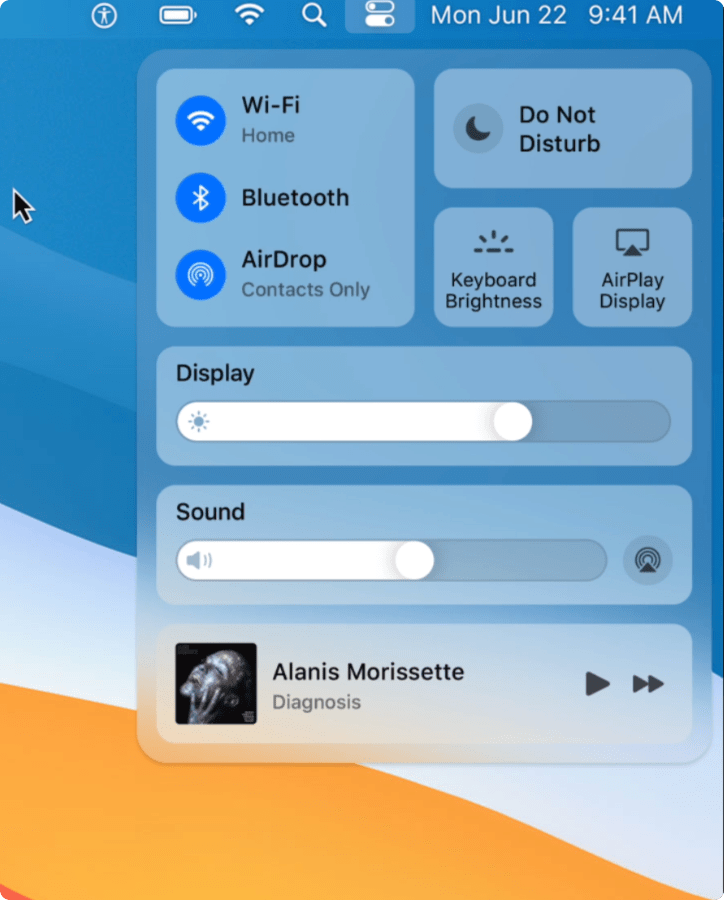 Mon Jun 22 9:41 AM
Wi-Fi
Home
Bluetooth
AirDrop
Contacts Only
Do Not
Disturb
Keyboard
Brightness
AirPlay
Display
Display
Sound
Alanis Morissette
Diagnosis